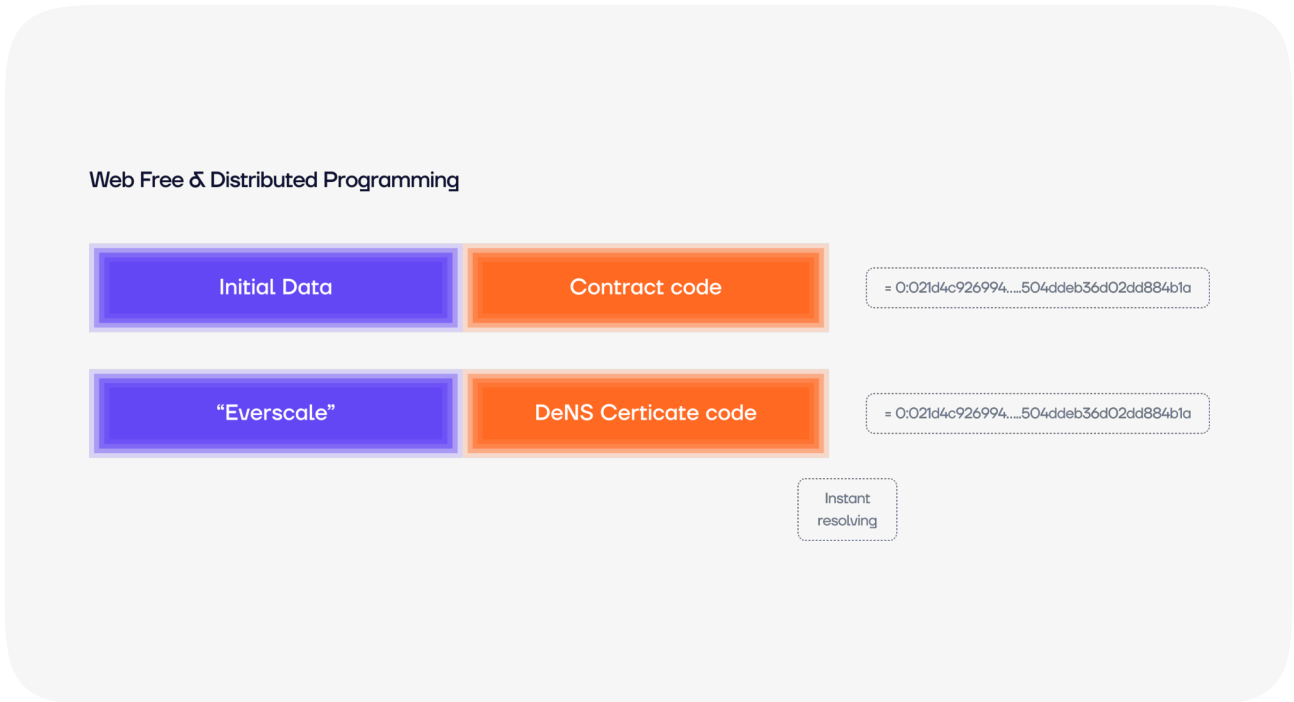 Web Free & Distributed Programming
Initial Data
Contract code
= 0:021d4c926994.....504ddeb36d02dd884b1a
“Everscale”
DeNS Certicate code
= 0:021d4c926994.....504ddeb36d02dd884b1a
Instant
resolving